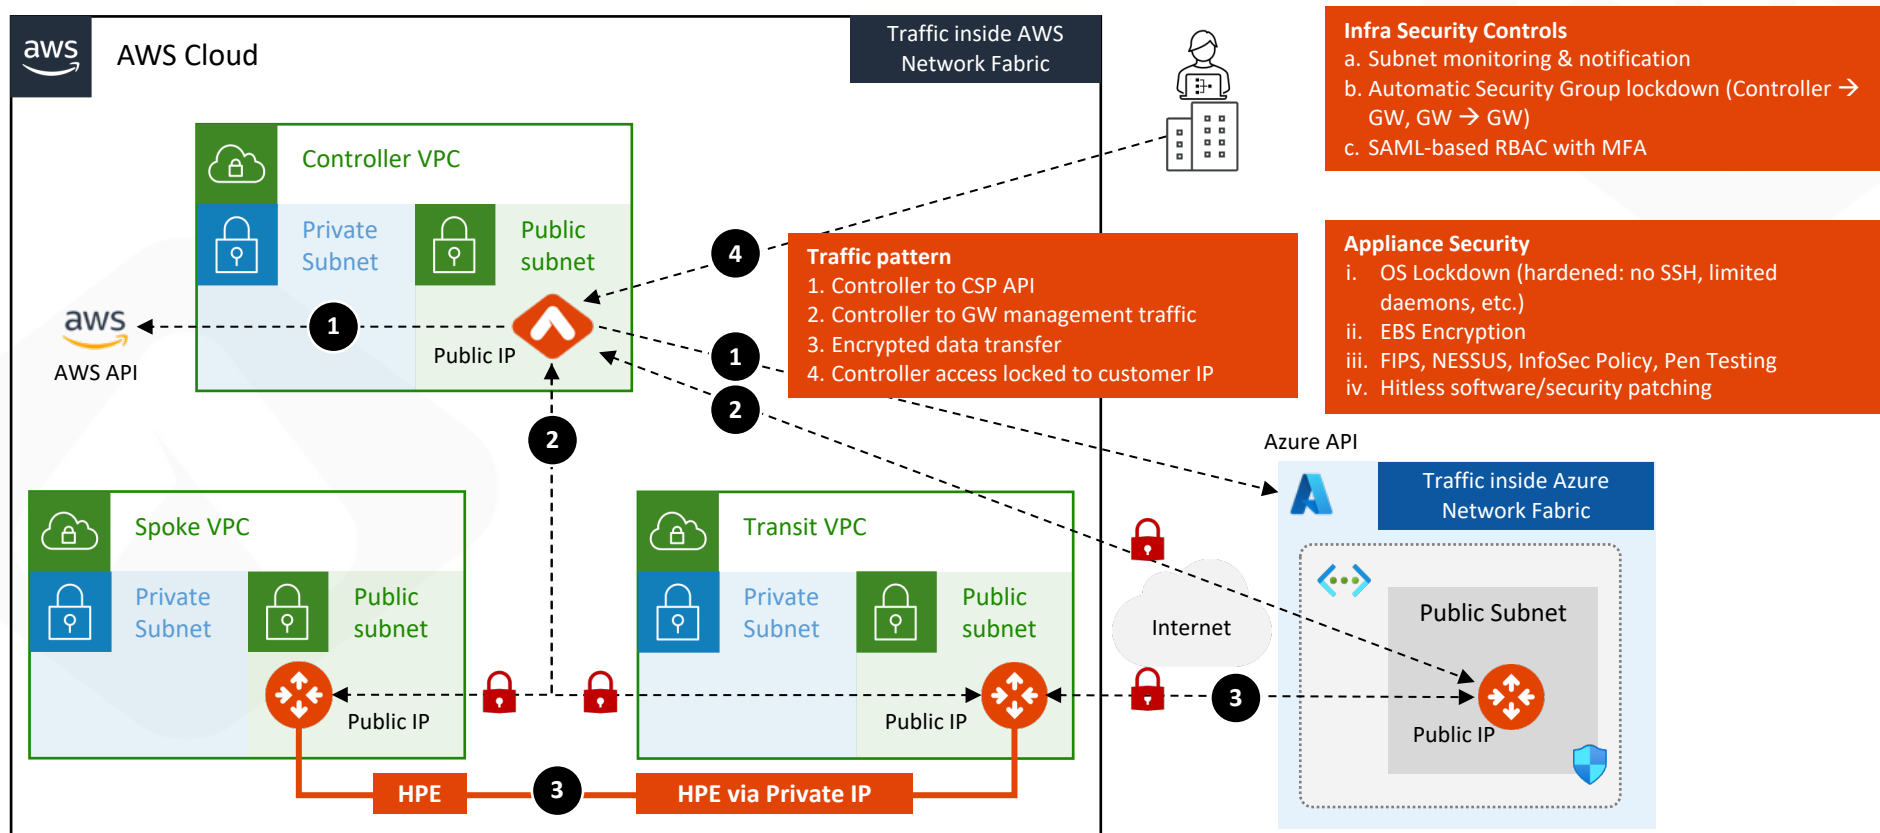 aws
AWS Cloud
Traffic inside AWS
Network Fabric
Infra Security Controls
a. Subnet monitoring & notification
b. Automatic Security Group lockdown (Controller →
GW, GW → GW)
c. SAML-based RBAC with MFA
Controller VPC
Private
Subnet
Public
subnet
4
Traffic pattern
1. Controller to CSP API
2. Controller to GW management traffic
3. Encrypted data transfer
4. Controller access locked to customer IP
Appliance Security
i. OS Lockdown (hardened: no SSH, limited
daemons, etc.)
ii. EBS Encryption
iii. FIPS, NESSUS, InfoSec Policy, Pen Testing
iv. Hitless software/security patching
aws
AWS API
1
Public IP
1
2
2
Azure API
Traffic inside Azure
Network Fabric
Spoke VPC
Private
Subnet
Public
subnet
Public IP
Transit VPC
Private
Subnet
Public
subnet
Public IP
Internet
3
Public Subnet
Public IP
HPE
3
HPE via Private IP